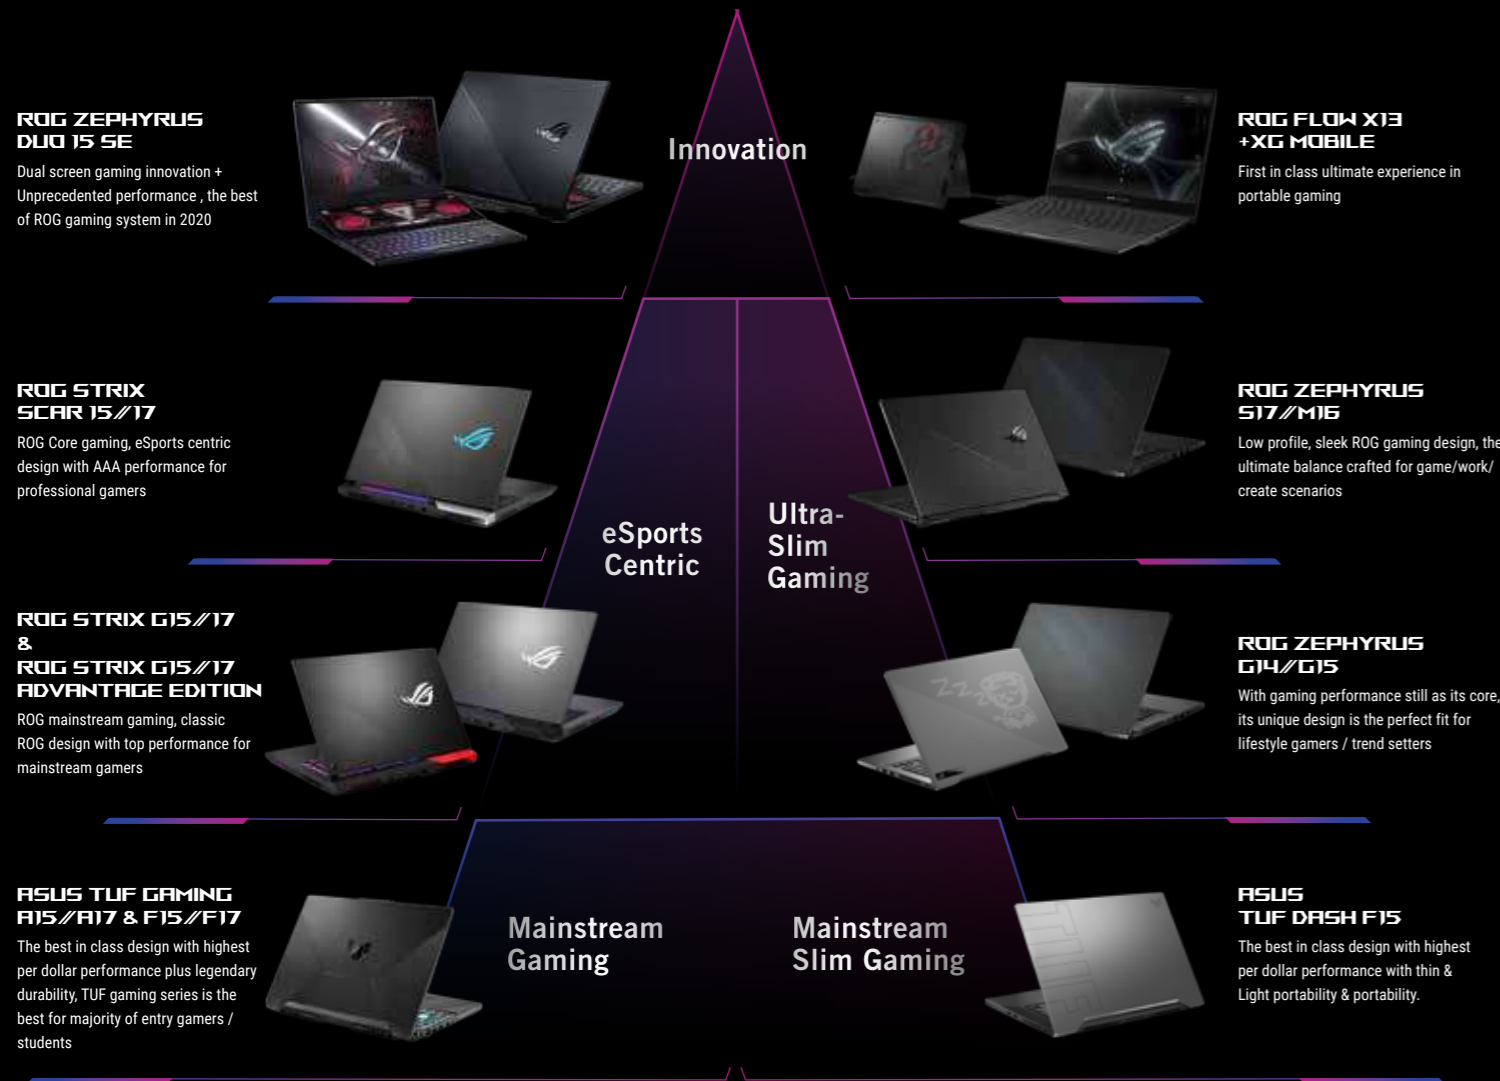 ROG ZEPHYRUS
DUO 15 SE
Dual screen gaming innovation +
Unprecedented performance , the best
of ROG gaming system in 2020
Innovation
ROG FLOW X13
+XG MOBILE
First in class ultimate experience in
portable gaming
ROG STRIX
SCAR 15//17
ROG Core gaming, eSports centric
design with AAA performance for
professional gamers
eSports
Centric
Ultra-
Slim
Gaming
ROG ZEPHYRUS
S17//M16
Low profile, sleek ROG gaming design, the
ultimate balance crafted for game/work/
create scenarios
ROG STRIX G15//17
&
ROG STRIX G15//17
ADVANTAGE EDITION
ROG mainstream gaming, classic
ROG design with top performance for
mainstream gamers
ZZZ
ROG ZEPHYRUS
G14//G15
With gaming performance still as its core,
its unique design is the perfect fit for
lifestyle gamers / trend setters
ASUS TUF GAMING
A15//A17 & F15//F17
The best in class design with highest
per dollar performance plus legendary
durability, TUF gaming series is the
best for majority of entry gamers /
students
Mainstream
Gaming
Mainstream
Slim Gaming
TUF
ASUS
TUF DASH F15
The best in class design with highest
per dollar performance with thin &
Light portability & portability.